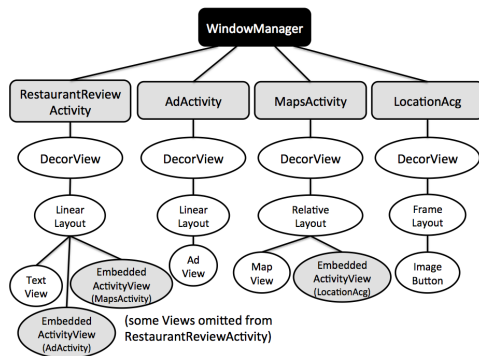 WindowManager
RestaurantReview
Activity
AdActivity
MapsActivity
LocationAcg
DecorView
DecorView
DecorView
DecorView
Linear
Layout
Linear
Layout
Relative
Layout
Frame
Layout
Text
View
Embedded
ActivityView
(MapsActivity)
Ad
View
Map
View
Embedded
ActivityView
(LocationAcg)
Image
Button
Embedded
ActivityView
(AdActivity)
(some Views omitted from
RestaurantReviewActivity)